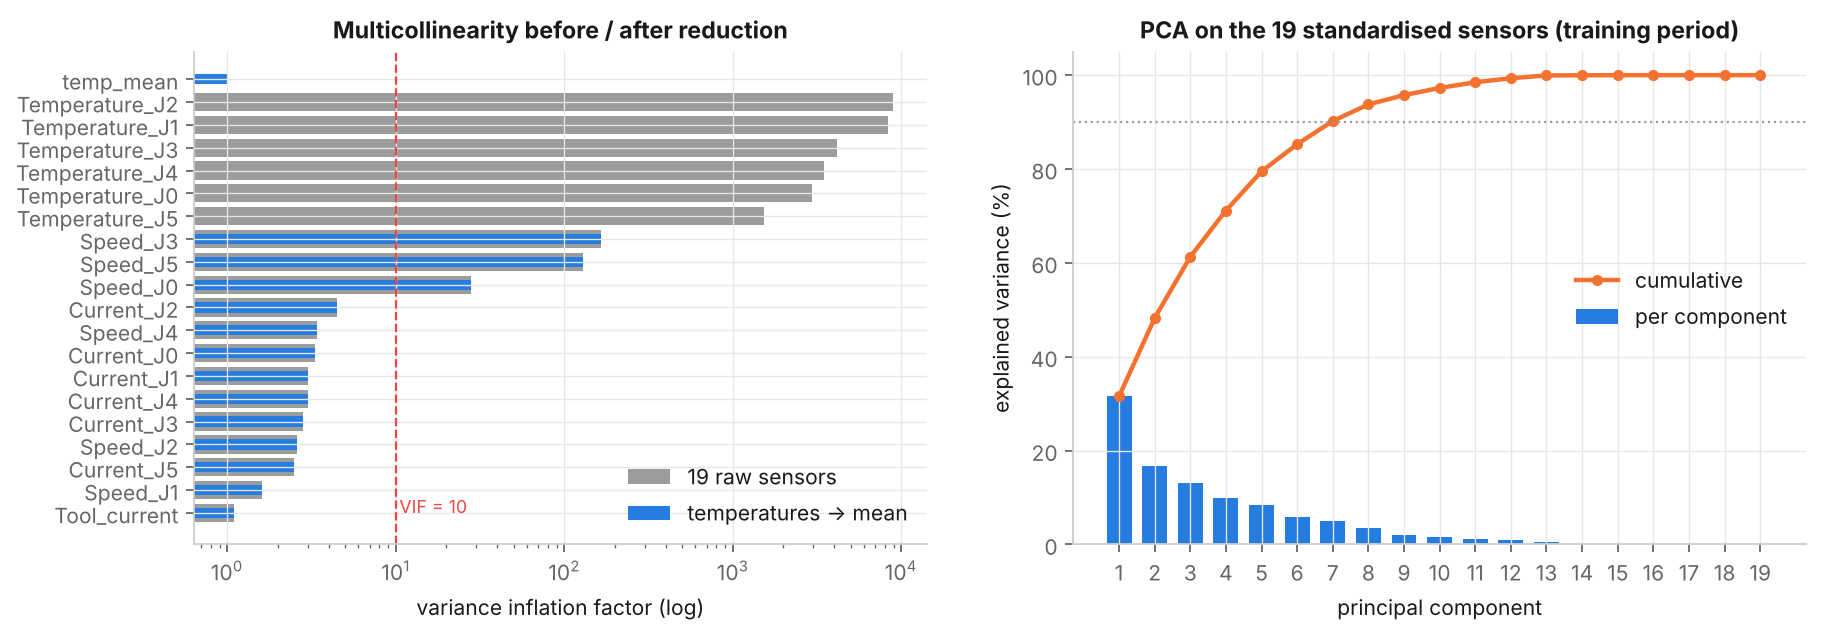 Multicollinearity before / after reduction
temp_mean
Temperature_J2
Temperature_J1
Temperature_J3
Temperature_J4
Temperature_J0
Temperature_J5
Speed_J3
Speed_J5
Speed_J0
Current_J2
Speed_J4
Current_J0
Current_J1
Current_J4
Current_J3
Speed_J2
Current_J5
Speed_J1
Tool_current
VIF = 10
19 raw sensors
temperatures → mean
10⁰ 10¹ 10² 10³ 10⁴
variance inflation factor (log)
PCA on the 19 standardised sensors (training period)
explained variance (%)
100
80
60
40
20
0
cumulative
per component
1 2 3 4 5 6 7 8 9 10 11 12 13 14 15 16 17 18 19
principal component